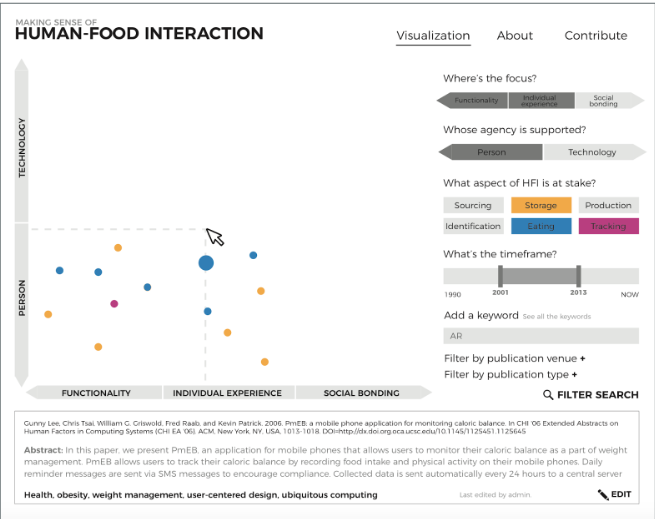 MAKING SENSE OF
HUMAN-FOOD INTERACTION
Visualization
About
Contribute
TECHNOLOGY
PERSON
FUNCTIONALITY
INDIVIDUAL EXPERIENCE
SOCIAL BONDING
Where's the focus?
Functionality
Individual
experience
Social
bonding
Whose agency is supported?
Person
Technology
What aspect of HFI is at stake?
Sourcing
Storage
Production
Identification
Eating
Tracking
What's the timeframe?
1990
2001
2013
NOW
Add a keyword See all the keywords
AR
Filter by publication venue +
Filter by publication type +
FILTER SEARCH
Gunny Lee, Chris Tsai, William G. Griswold, Fred Raab, and Kevin Patrick. 2006. PmEB: a mobile phone application for monitoring caloric balance. In CHI '06 Extended Abstracts on
Human Factors in Computing Systems (CHI EA '06). ACM, New York, NY, USA, 1013-1018. DOI=http://dx.doi.org.oca.ucsc.edu/10.1145/1125451.1125645
Abstract: In this paper, we present PmEB, an application for mobile phones that allows users to monitor their caloric balance as a part of weight
management. PmEB allows users to track their caloric balance by recording food intake and physical activity on their mobile phones. Daily
reminder messages are sent via SMS messages to encourage compliance. Collected data is sent automatically every 24 hours to a central server
Health, obesity, weight management, user-centered design, ubiquitous computing
Last edited by admin.
EDIT